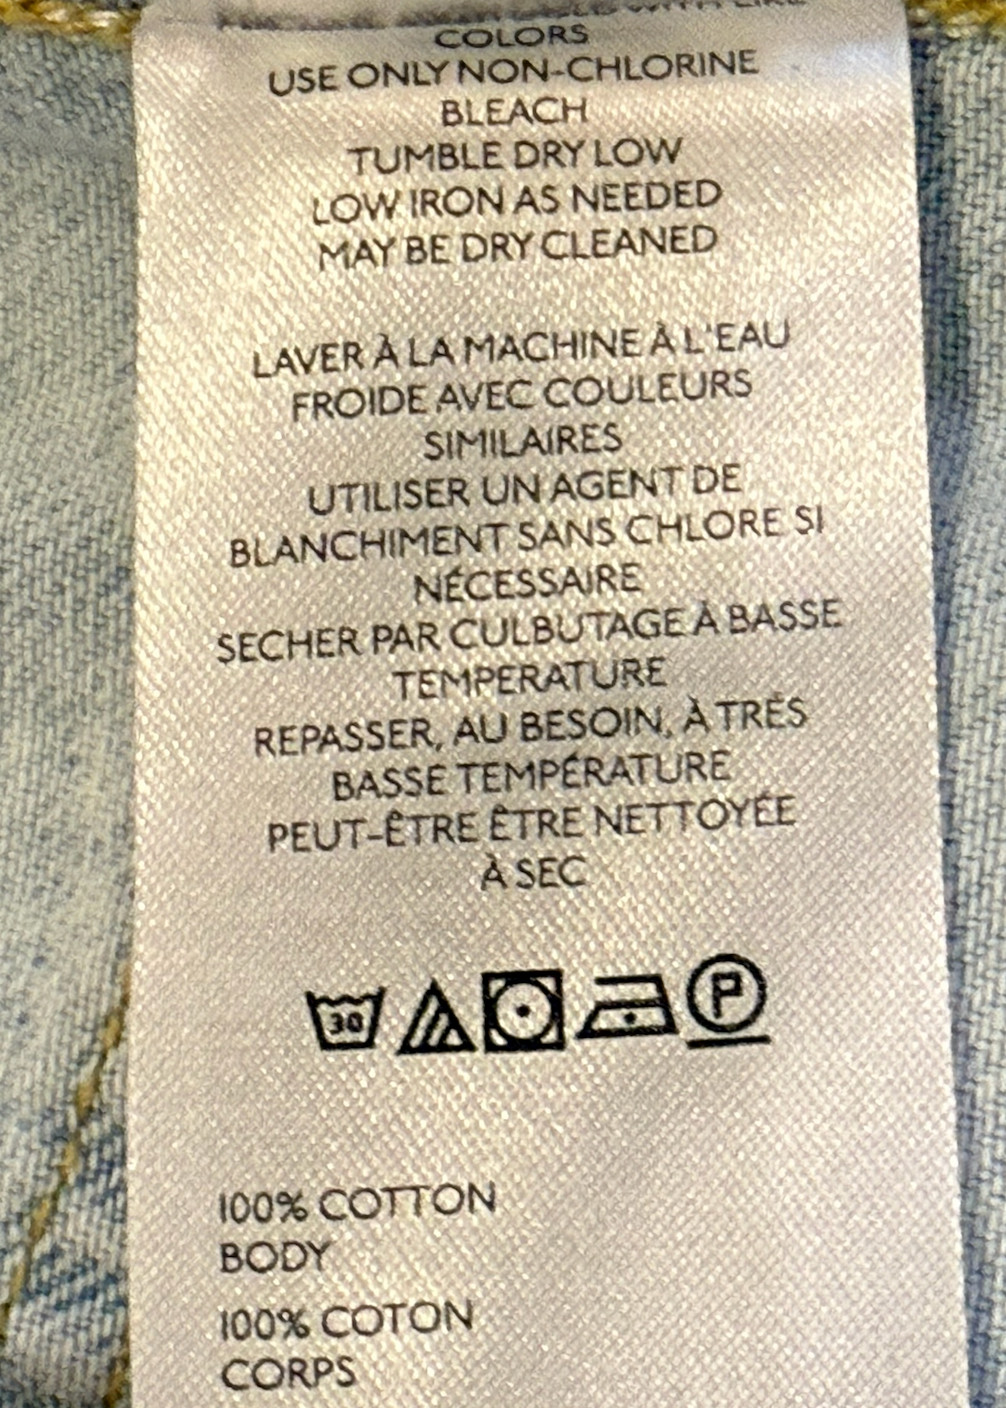 WITH LIKE
COLORS
USE ONLY NON-CHLORINE
BLEACH
TUMBLE DRY LOW
LOW IRON AS NEEDED
MAY BE DRY CLEANED
LAVER À LA MACHINE À L'EAU
FROIDE AVEC COULEURS
SIMILAIRES
UTILISER UN AGENT DE
BLANCHIMENT SANS CHLORE SI
NÉCESSAIRE
SECHER PAR CULBUTAGE À BASSE
TEMPERATURE
REPASSER, AU BESOIN, À TRÉS
BASSE TEMPÉRATURE
PEUT-ÊTRE ÊTRE NETTOYÉE
À SEC
30 P
100% COTTON
BODY
100% COTON
CORPS